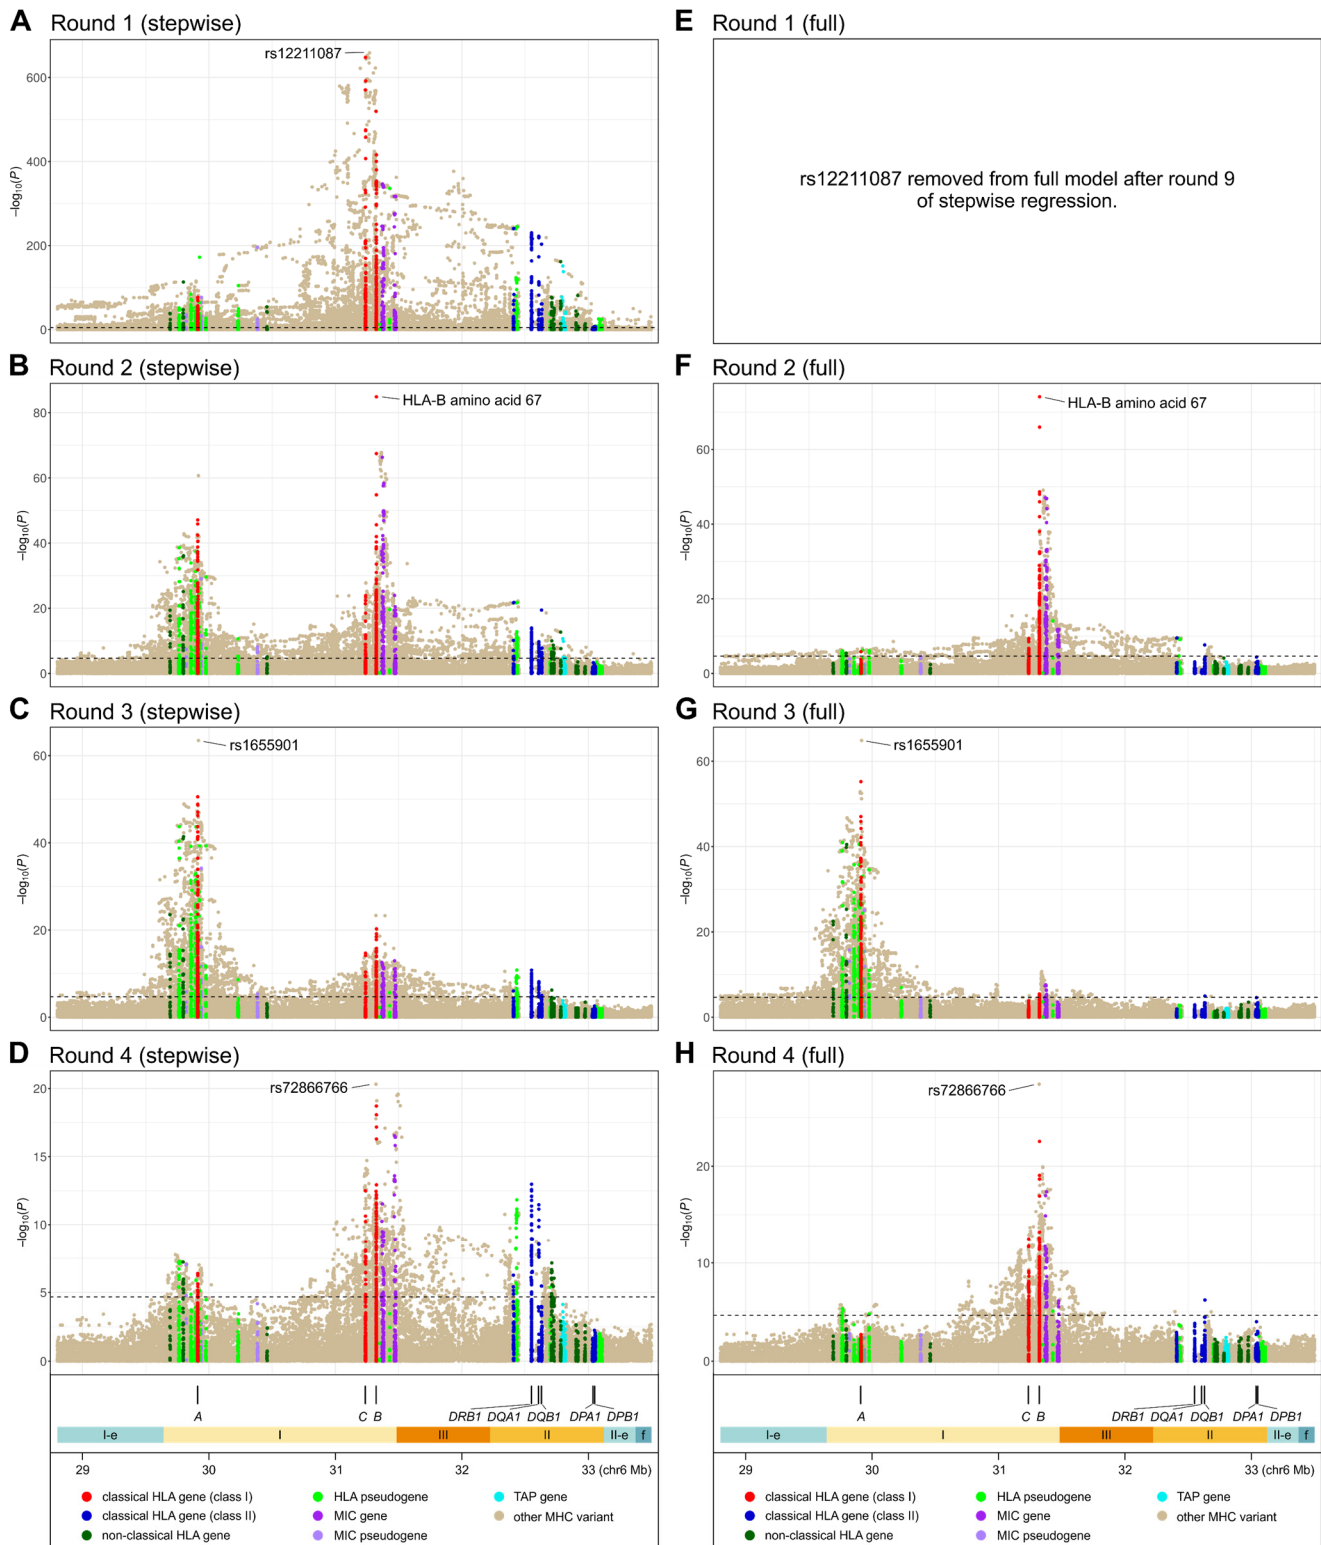 A Round 1 (stepwise)
rs12211087
600
400
200
0
−log₁₀(P)
E Round 1 (full)
rs12211087 removed from full model after round 9
of stepwise regression.
B Round 2 (stepwise)
HLA-B amino acid 67
80
60
40
20
0
−log₁₀(P)
F Round 2 (full)
HLA-B amino acid 67
60
40
20
0
−log₁₀(P)
C Round 3 (stepwise)
rs1655901
60
40
20
0
−log₁₀(P)
G Round 3 (full)
rs1655901
60
40
20
0
−log₁₀(P)
D Round 4 (stepwise)
rs72866766
20
15
10
5
0
−log₁₀(P)
H Round 4 (full)
rs72866766
20
10
0
−log₁₀(P)
A C B DRB1 DQA1 DQB1 DPA1 DPB1
I-e I III II II-e f
29 30 31 32 33 (chr6 Mb)
classical HLA gene (class I) HLA pseudogene TAP gene
classical HLA gene (class II) MIC gene other MHC variant
non-classical HLA gene MIC pseudogene
A C B DRB1 DQA1 DQB1 DPA1 DPB1
I-e I III II II-e f
29 30 31 32 33 (chr6 Mb)
classical HLA gene (class I) HLA pseudogene TAP gene
classical HLA gene (class II) MIC gene other MHC variant
non-classical HLA gene MIC pseudogene